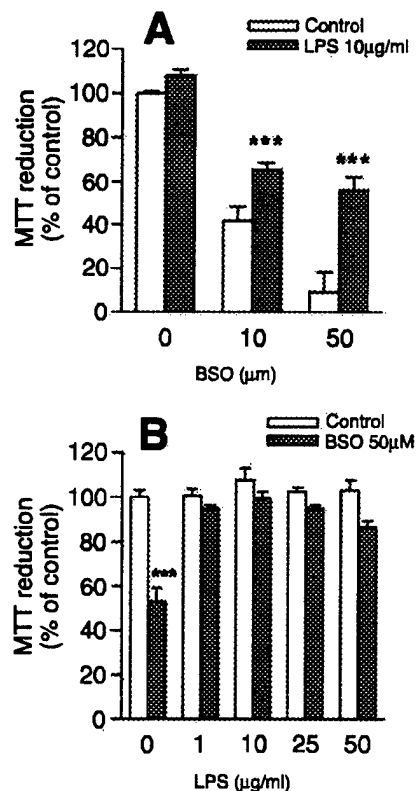 A
Control
LPS 10µg/ml
MTT reduction
(% of control)
120
100
80
60
40
20
0
***
***
0 10 50
BSO (µm)
B
Control
BSO 50µM
MTT reduction
(% of control)
120
100
80
60
40
20
0
***
0 1 10 25 50
LPS (µg/ml)